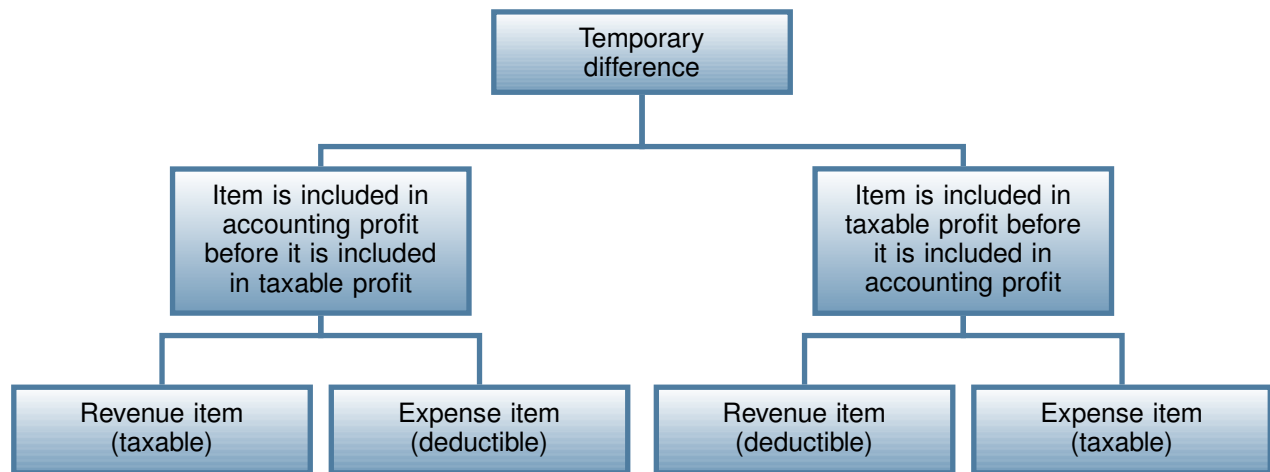 Temporary
difference
Item is included in
accounting profit
before it is included
in taxable profit
Item is included in
taxable profit before
it is included in
accounting profit
Revenue item
(taxable)
Expense item
(deductible)
Revenue item
(deductible)
Expense item
(taxable)